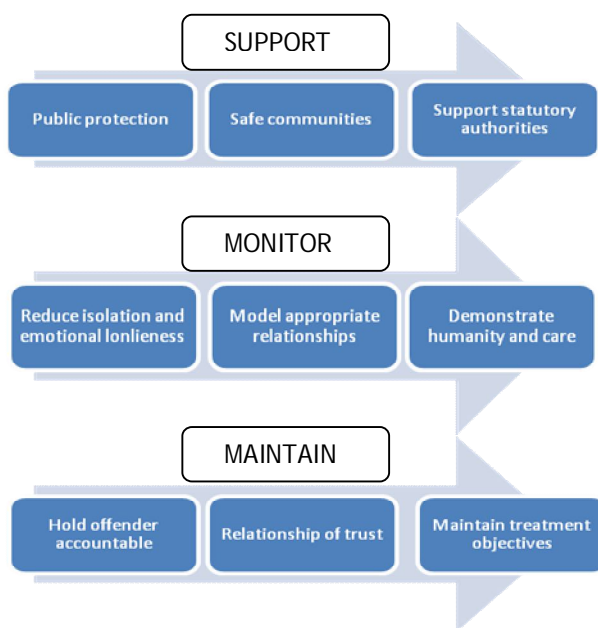 SUPPORT
Public protection
Safe communities
Support statutory
authorities
MONITOR
Reduce isolation and
emotional lonlieness
Model appropriate
relationships
Demonstrate
humanity and care
MAINTAIN
Hold offender
accountable
Relationship of trust
Maintain treatment
objectives